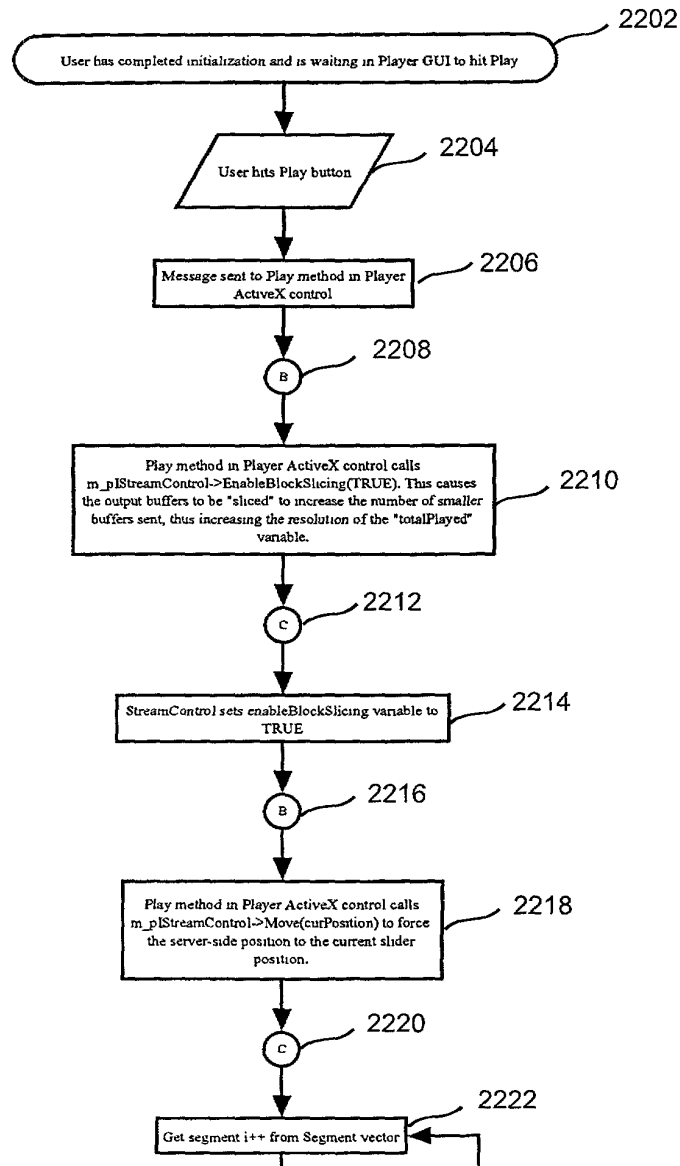 2202
User has completed initialization and is waiting in Player GUI to hit Play
2204
User hits Play button
2206
Message sent to Play method in Player
ActiveX control
2208
B
Play method in Player ActiveX control calls
m_pIStreamControl->EnableBlockSlicing(TRUE). This causes
the output buffers to be "sliced" to increase the number of smaller
buffers sent, thus increasing the resolution of the "totalPlayed"
variable.
2210
2212
C
StreamControl sets enableBlockSlicing variable to
TRUE
2214
2216
B
Play method in Player ActiveX control calls
m_pIStreamControl->Move(curPosition) to force
the server-side position to the current slider
position.
2218
2220
C
2222
Get segment i++ from Segment vector